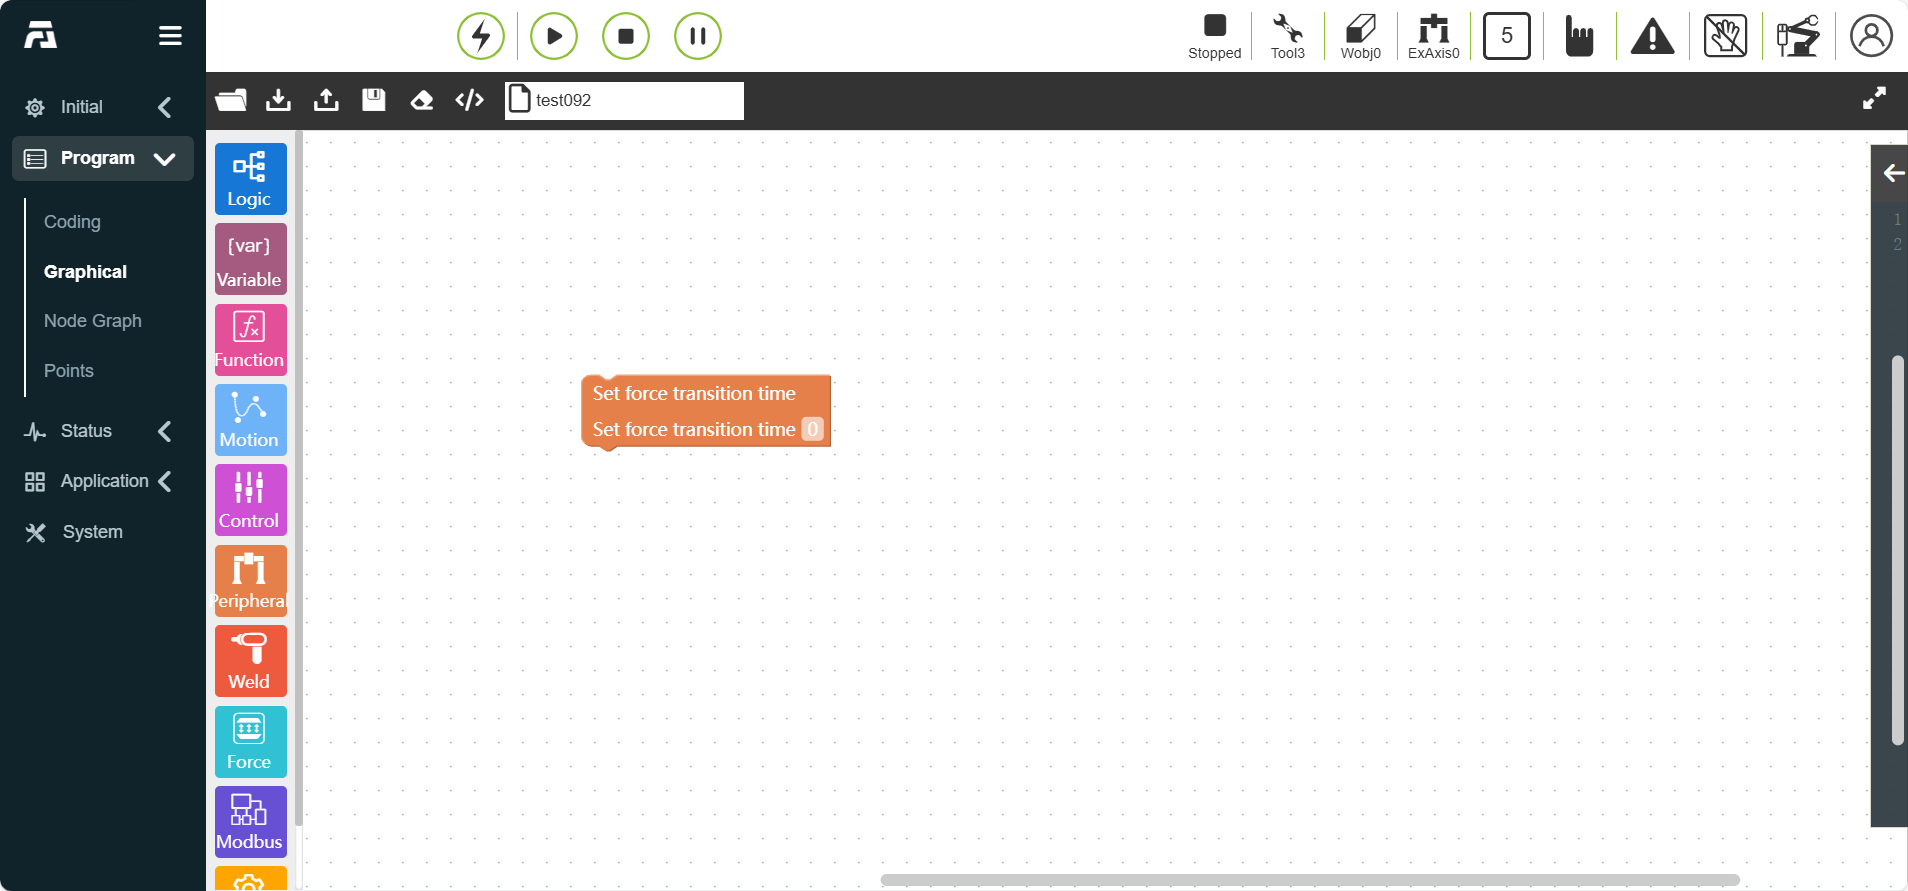 Stopped
Tool3
Wobj0
ExAxis0
5
test092
Initial
Program
Coding
Graphical
Node Graph
Points
Status
Application
System
Logic
{var}
Variable
fx
Function
Motion
Control
Peripheral
Weld
Force
Modbus
Set force transition time
Set force transition time 0
1
2